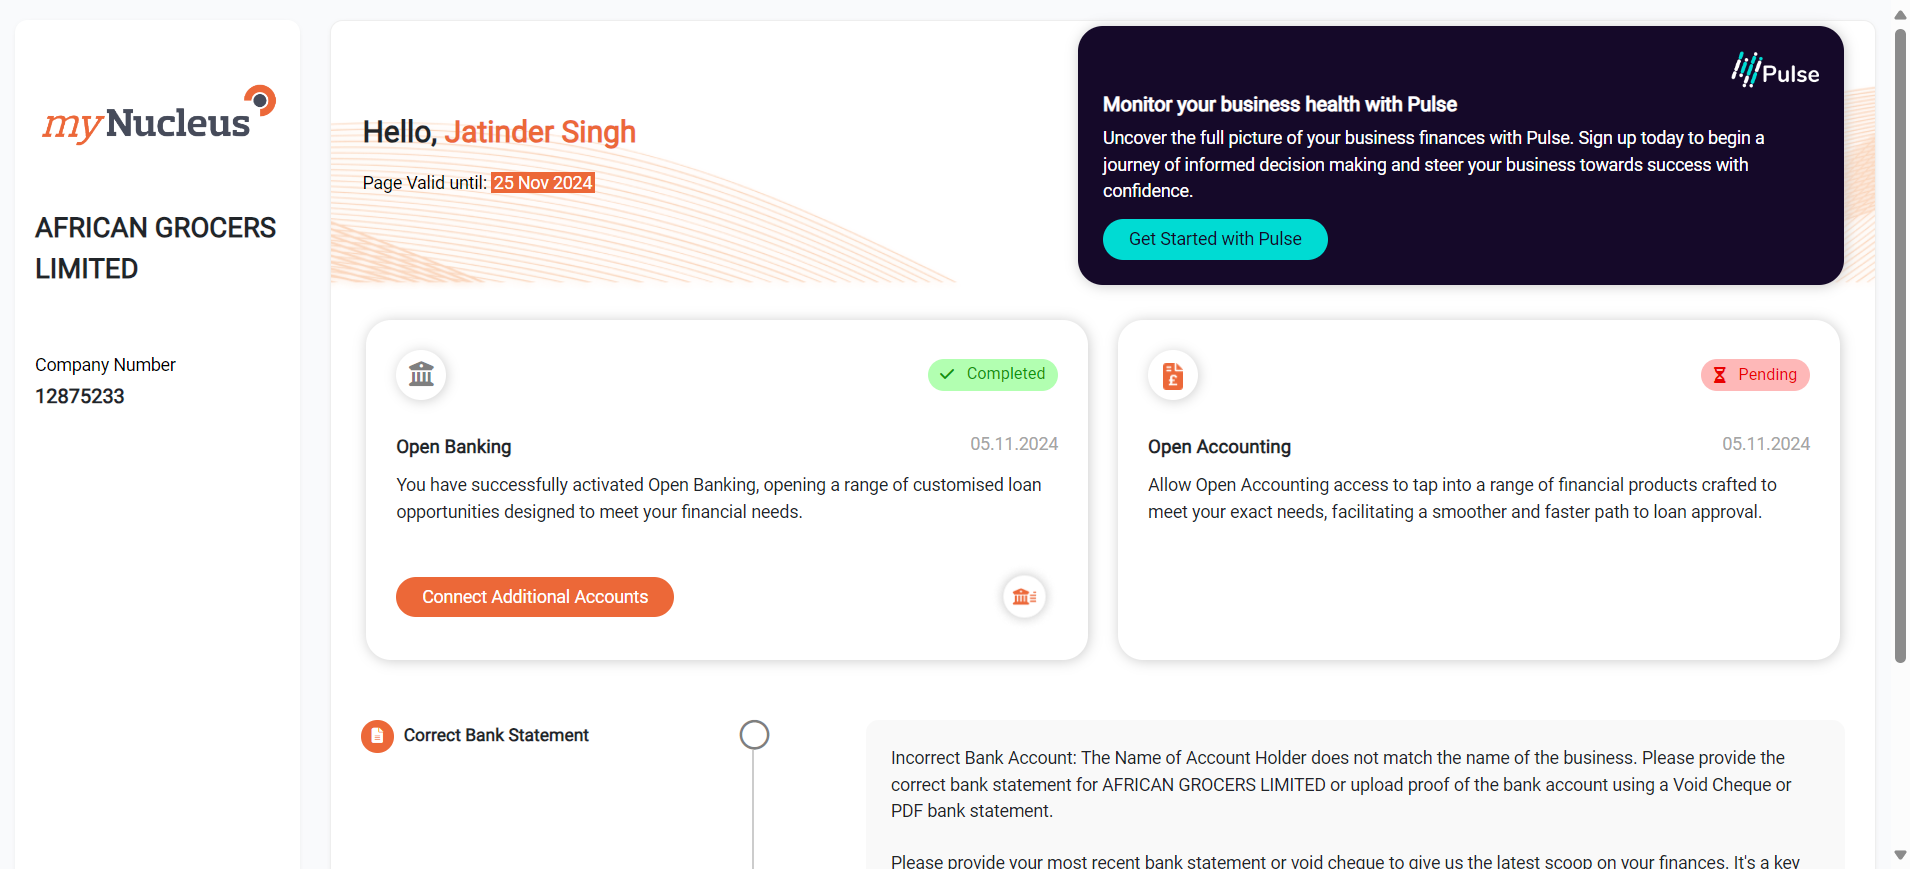 myNucleus
AFRICAN GROCERS
LIMITED
Company Number
12875233
Hello, Jatinder Singh
Page Valid until: 25 Nov 2024
Pulse
Monitor your business health with Pulse
Uncover the full picture of your business finances with Pulse. Sign up today to begin a
journey of informed decision making and steer your business towards success with
confidence.
Get Started with Pulse
Completed
Open Banking
05.11.2024
You have successfully activated Open Banking, opening a range of customised loan
opportunities designed to meet your financial needs.
Connect Additional Accounts
Pending
Open Accounting
05.11.2024
Allow Open Accounting access to tap into a range of financial products crafted to
meet your exact needs, facilitating a smoother and faster path to loan approval.
Correct Bank Statement
Incorrect Bank Account: The Name of Account Holder does not match the name of the business. Please provide the
correct bank statement for AFRICAN GROCERS LIMITED or upload proof of the bank account using a Void Cheque or
PDF bank statement.
Please provide your most recent bank statement or void cheque to give us the latest scoop on your finances. It's a key